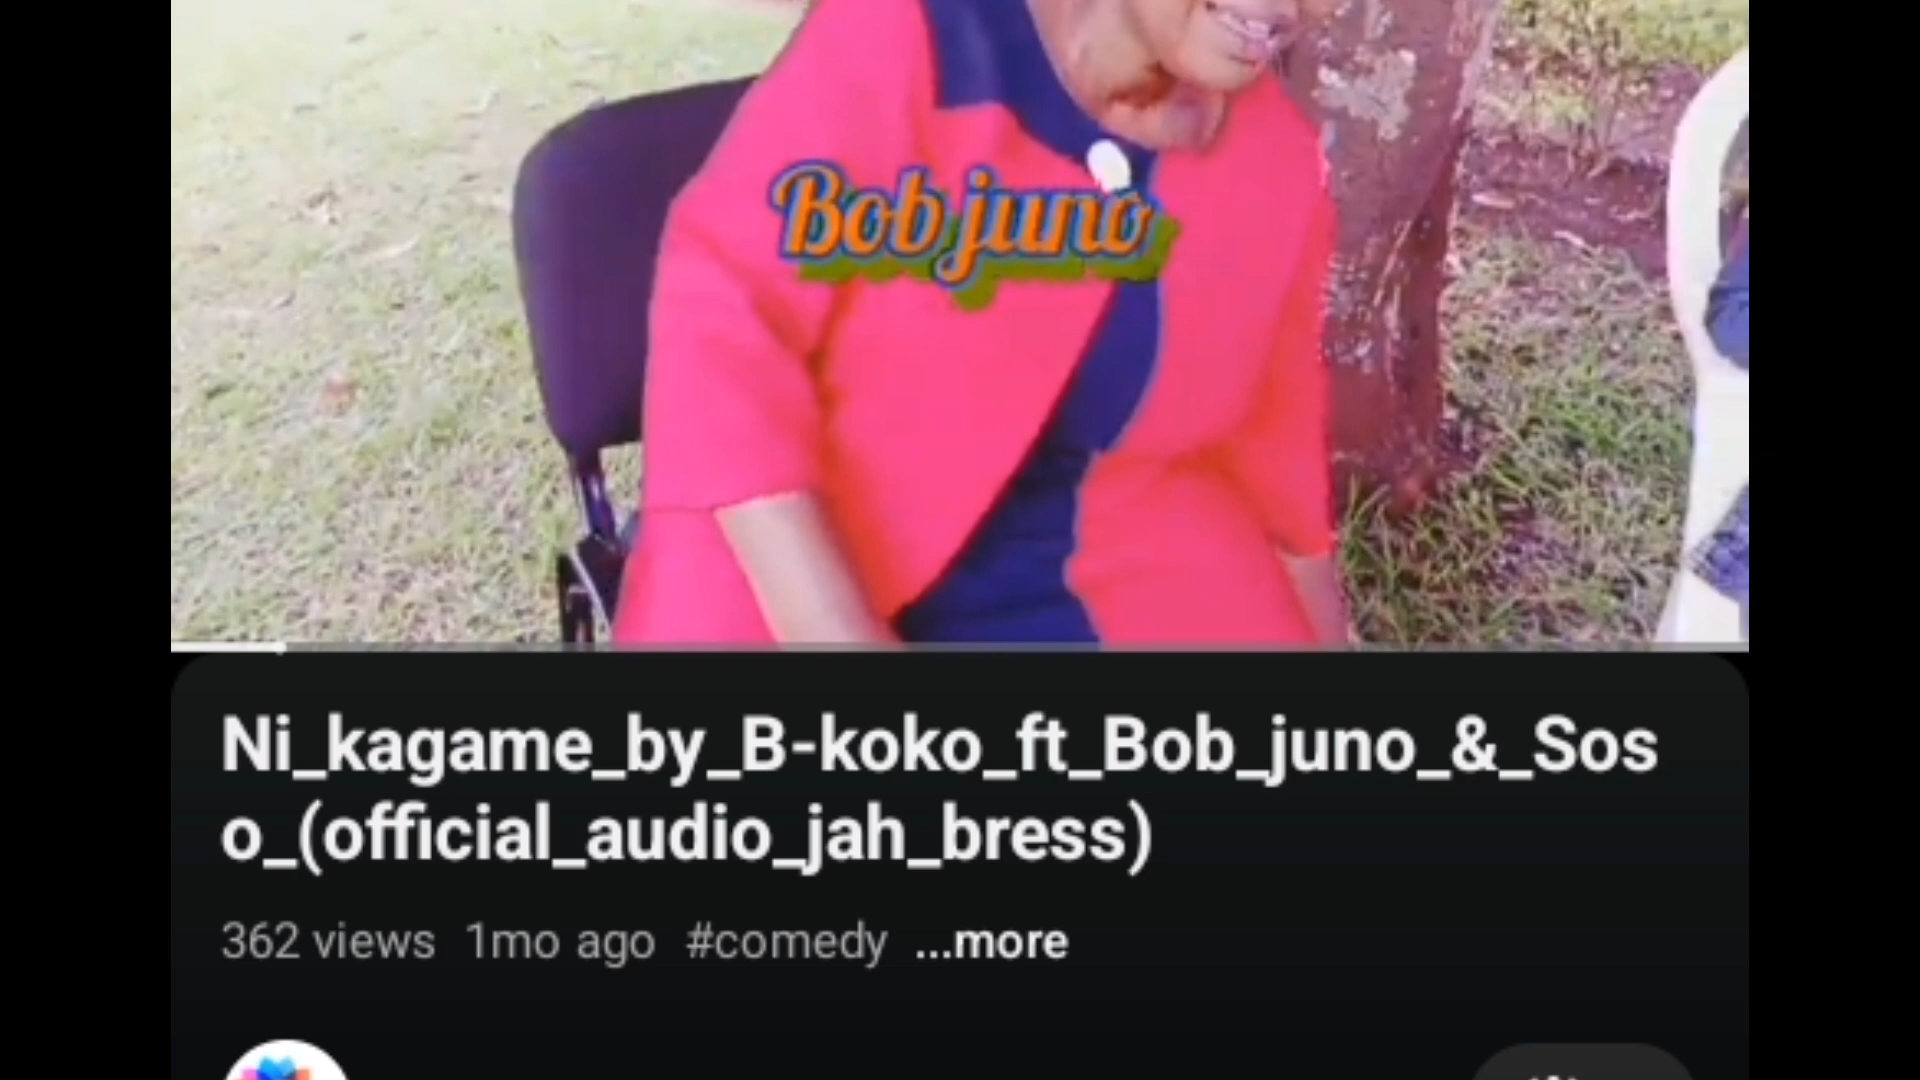 Bob juno
Ni_kagame_by_B-koko_ft_Bob_juno_&_Sos
o_(official_audio_jah_bress)
362 views 1mo ago #comedy ...more